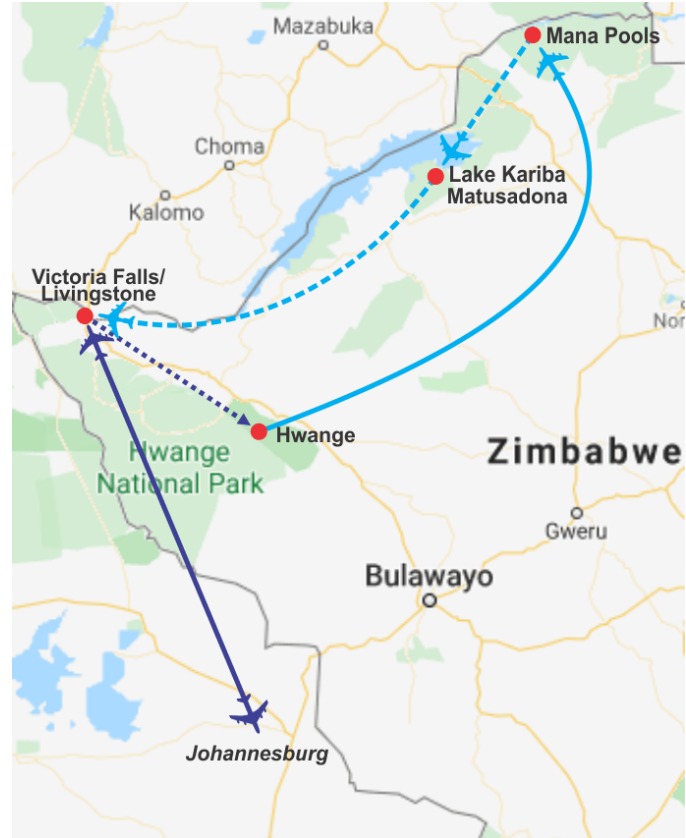 Mazabuka
Mana Pools
Choma
Lake Kariba
Matusadona
Kalomo
Victoria Falls/
Livingstone
Nor
Hwange
Hwange
National Park
Zimbabwe
Gweru
Bulawayo
Johannesburg